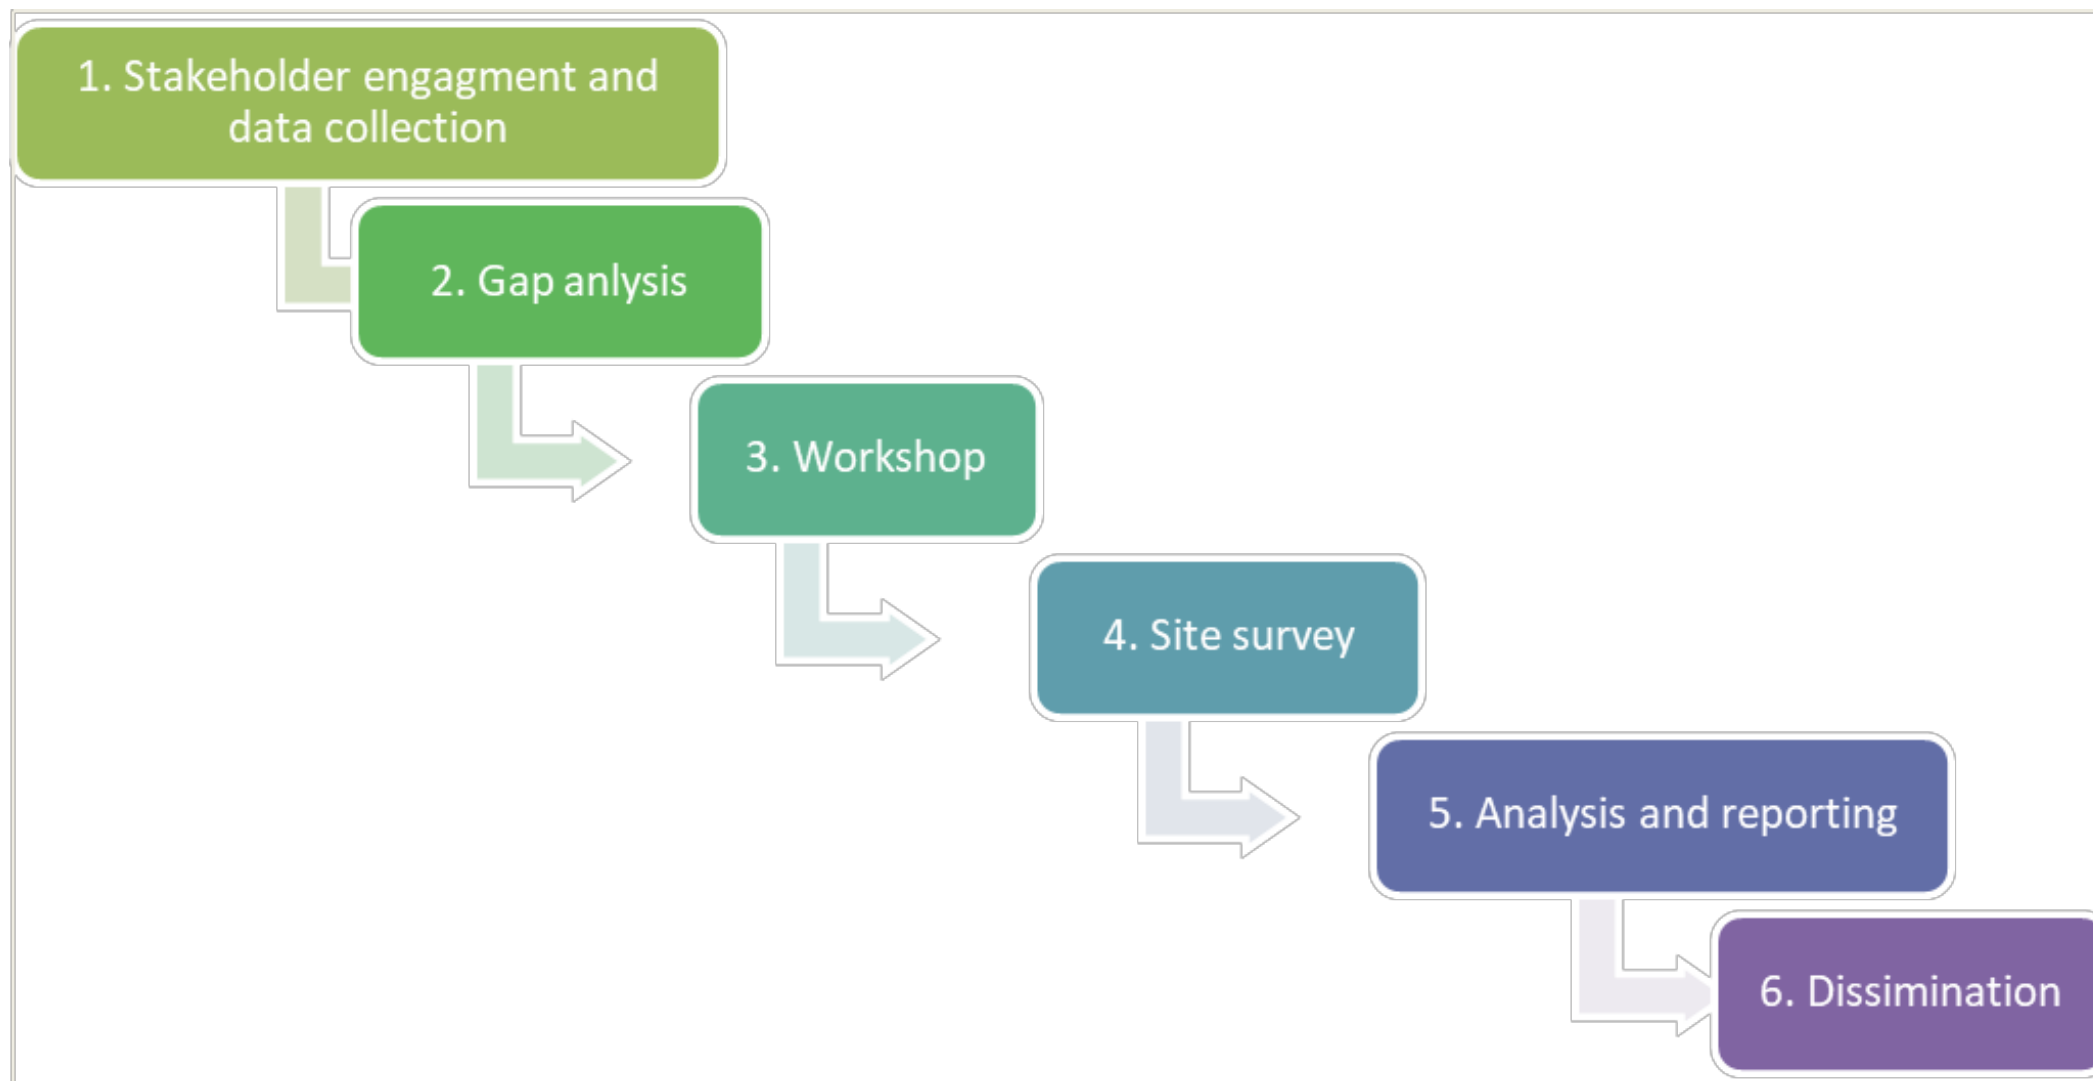 1. Stakeholder engagment and
data collection
2. Gap anlysis
3. Workshop
4. Site survey
5. Analysis and reporting
6. Dissimination